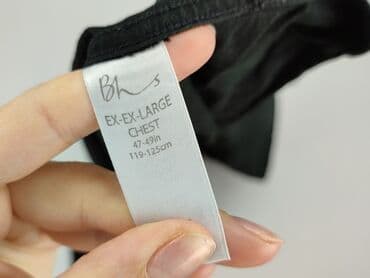 Bhs
EX-EX-LARGE
CHEST
47-49in
119-125cm